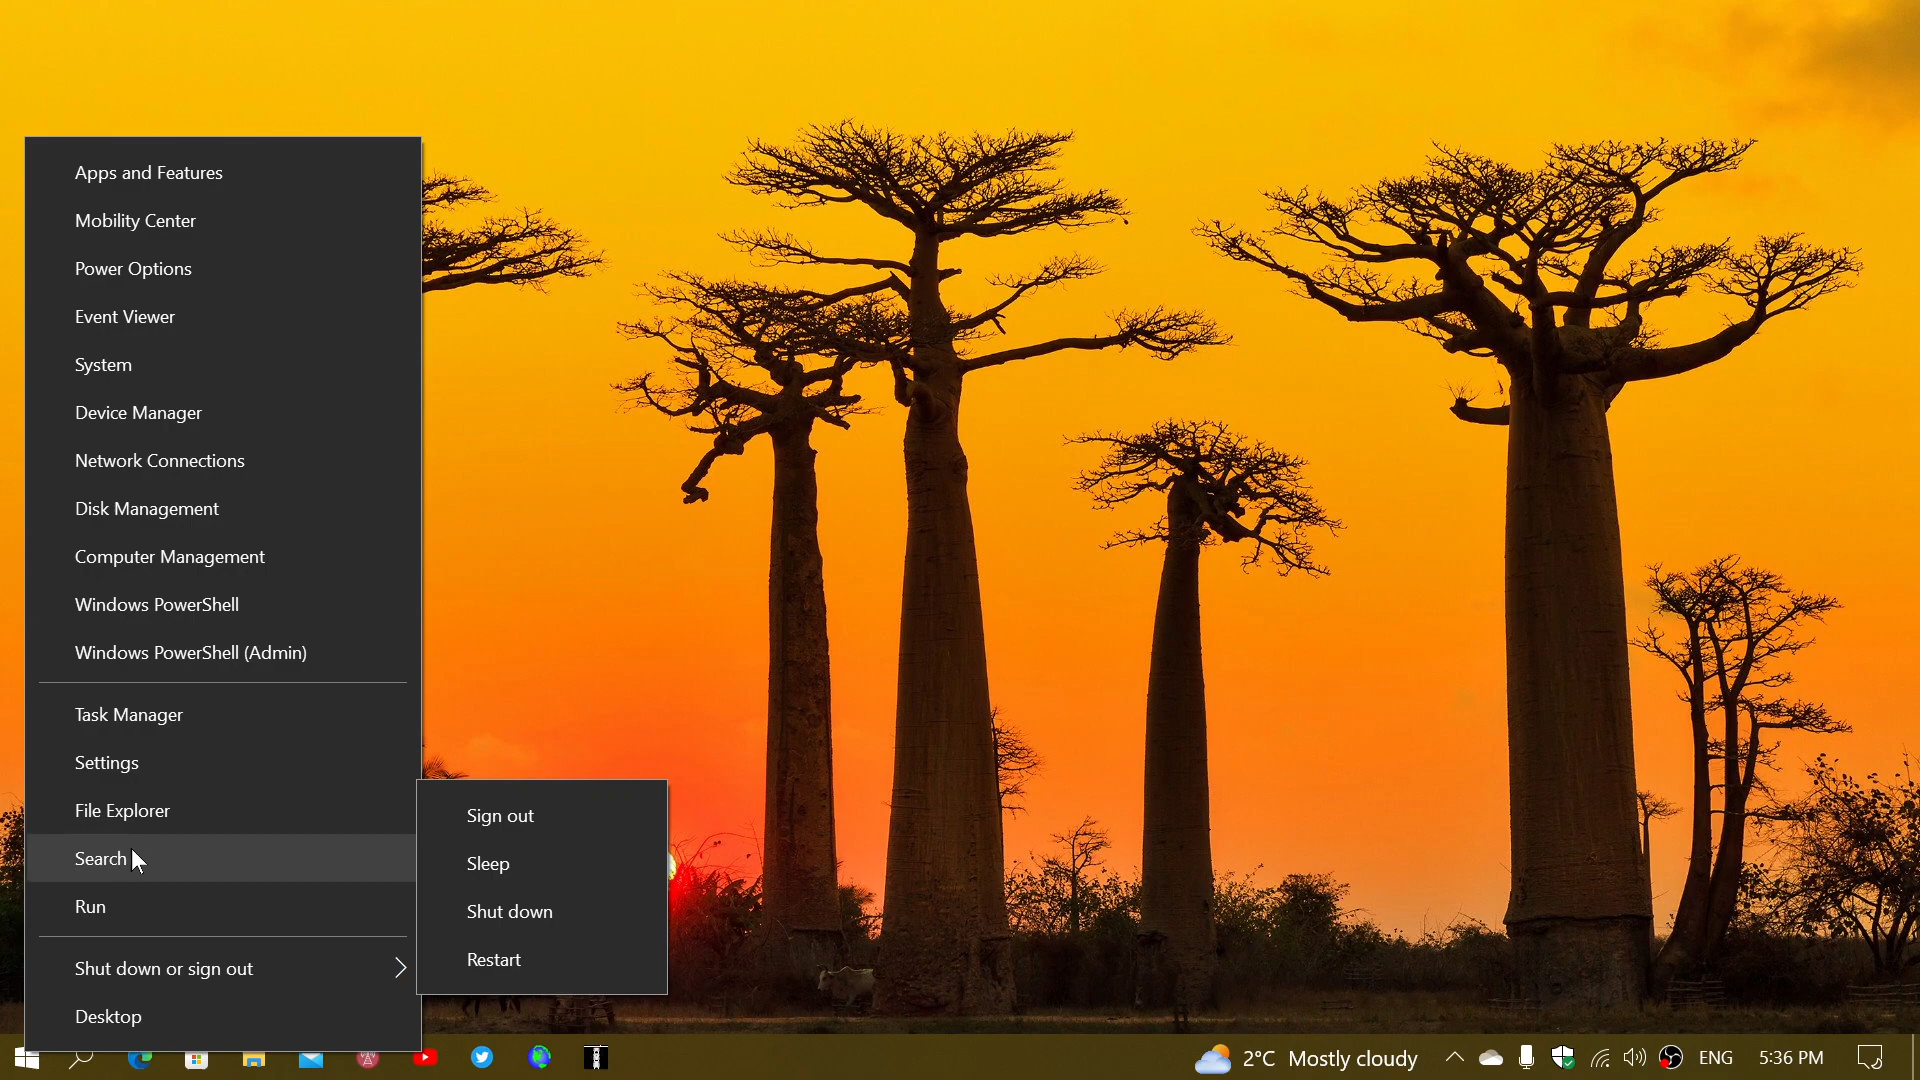 Apps and Features
Mobility Center
Power Options
Event Viewer
System
Device Manager
Network Connections
Disk Management
Computer Management
Windows PowerShell
Windows PowerShell (Admin)
Task Manager
Settings
File Explorer
Search
Run
Shut down or sign out
Desktop
Sign out
Sleep
Shut down
Restart
2°C Mostly cloudy ENG 5:36 PM